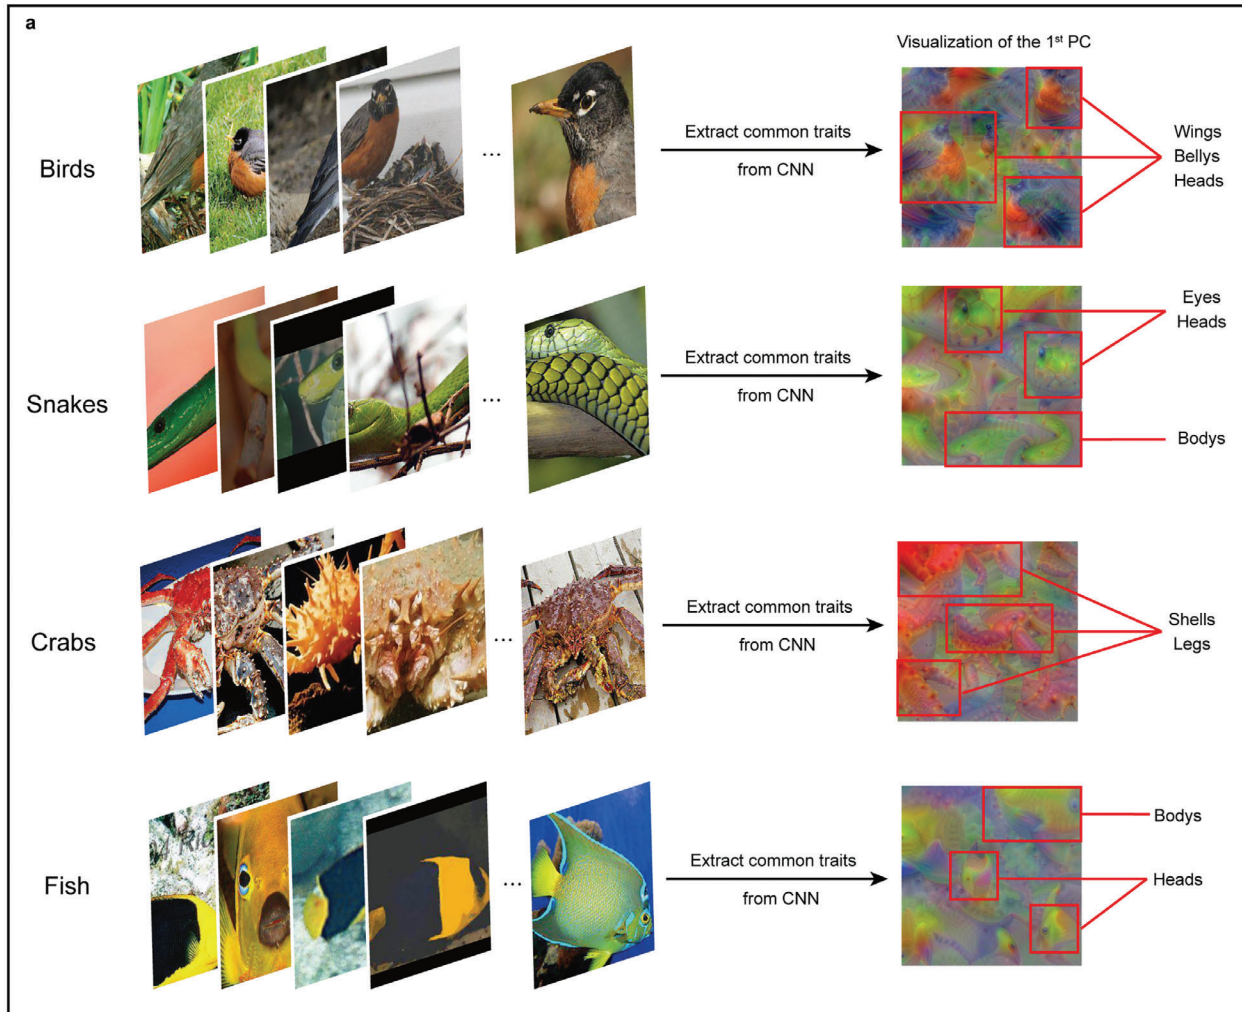 a
Visualization of the 1st PC
Birds
...
Extract common traits
from CNN
Wings
Bellys
Heads
Snakes
...
Extract common traits
from CNN
Eyes
Heads
Bodys
Crabs
...
Extract common traits
from CNN
Shells
Legs
Fish
...
Extract common traits
from CNN
Bodys
Heads